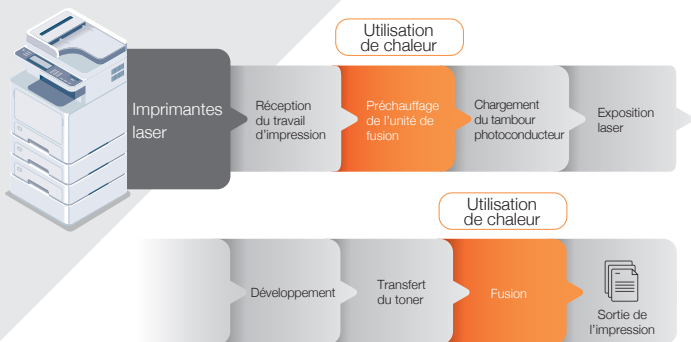 Utilisation
de chaleur
Imprimantes
laser
Réception
du travail
d'impression
Préchauffage
de l'unité de
fusion
Chargement
du tambour
photoconducteur
Exposition
laser
Utilisation
de chaleur
Développement
Transfert
du toner
Fusion
Sortie de
l'impression